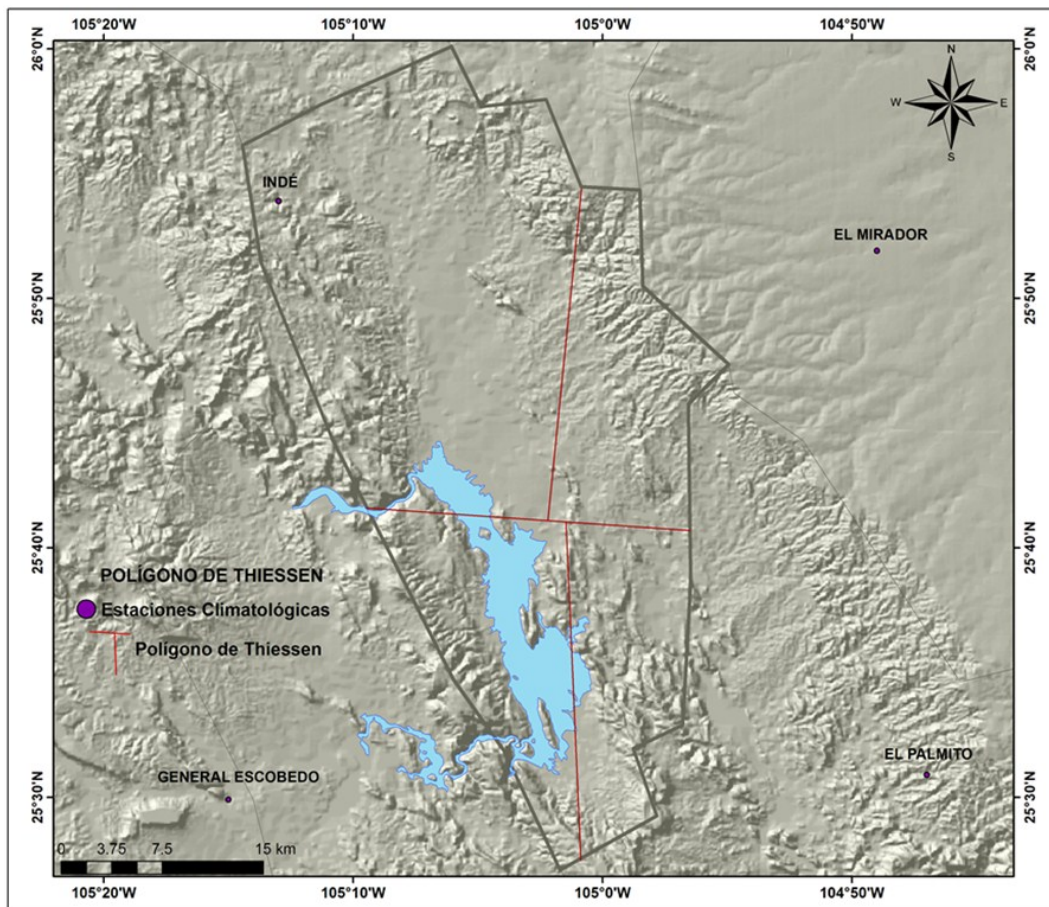 105°20'W 105°10'W 105°0'W 104°50'W
26°0'N
26°0'N
N
W E
S
INDÉ
EL MIRADOR
25°50'N
25°50'N
25°40'N
25°40'N
POLÍGONO DE THIESSEN
Estaciones Climatológicas
Polígono de Thiessen
EL PALMITO
GENERAL ESCOBEDO
25°30'N
25°30'N
0 3.75 7.5 15 km
105°20'W 105°10'W 105°0'W 104°50'W